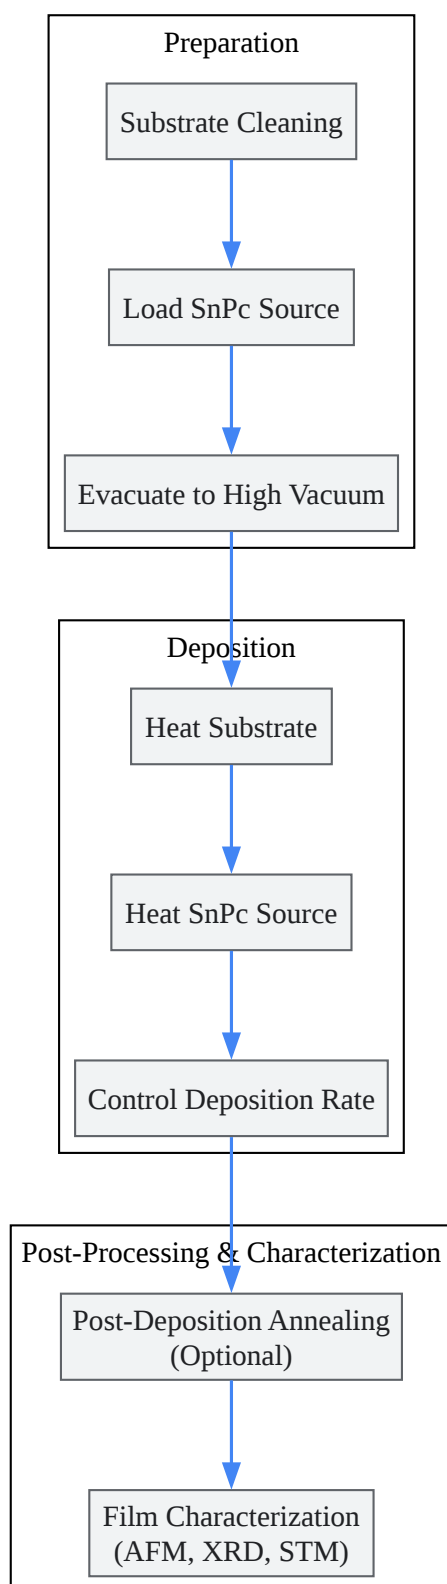 Preparation
Substrate Cleaning
Load SnPc Source
Evacuate to High Vacuum
Deposition
Heat Substrate
Heat SnPc Source
Control Deposition Rate
Post-Processing & Characterization
Post-Deposition Annealing
(Optional)
Film Characterization
(AFM, XRD, STM)